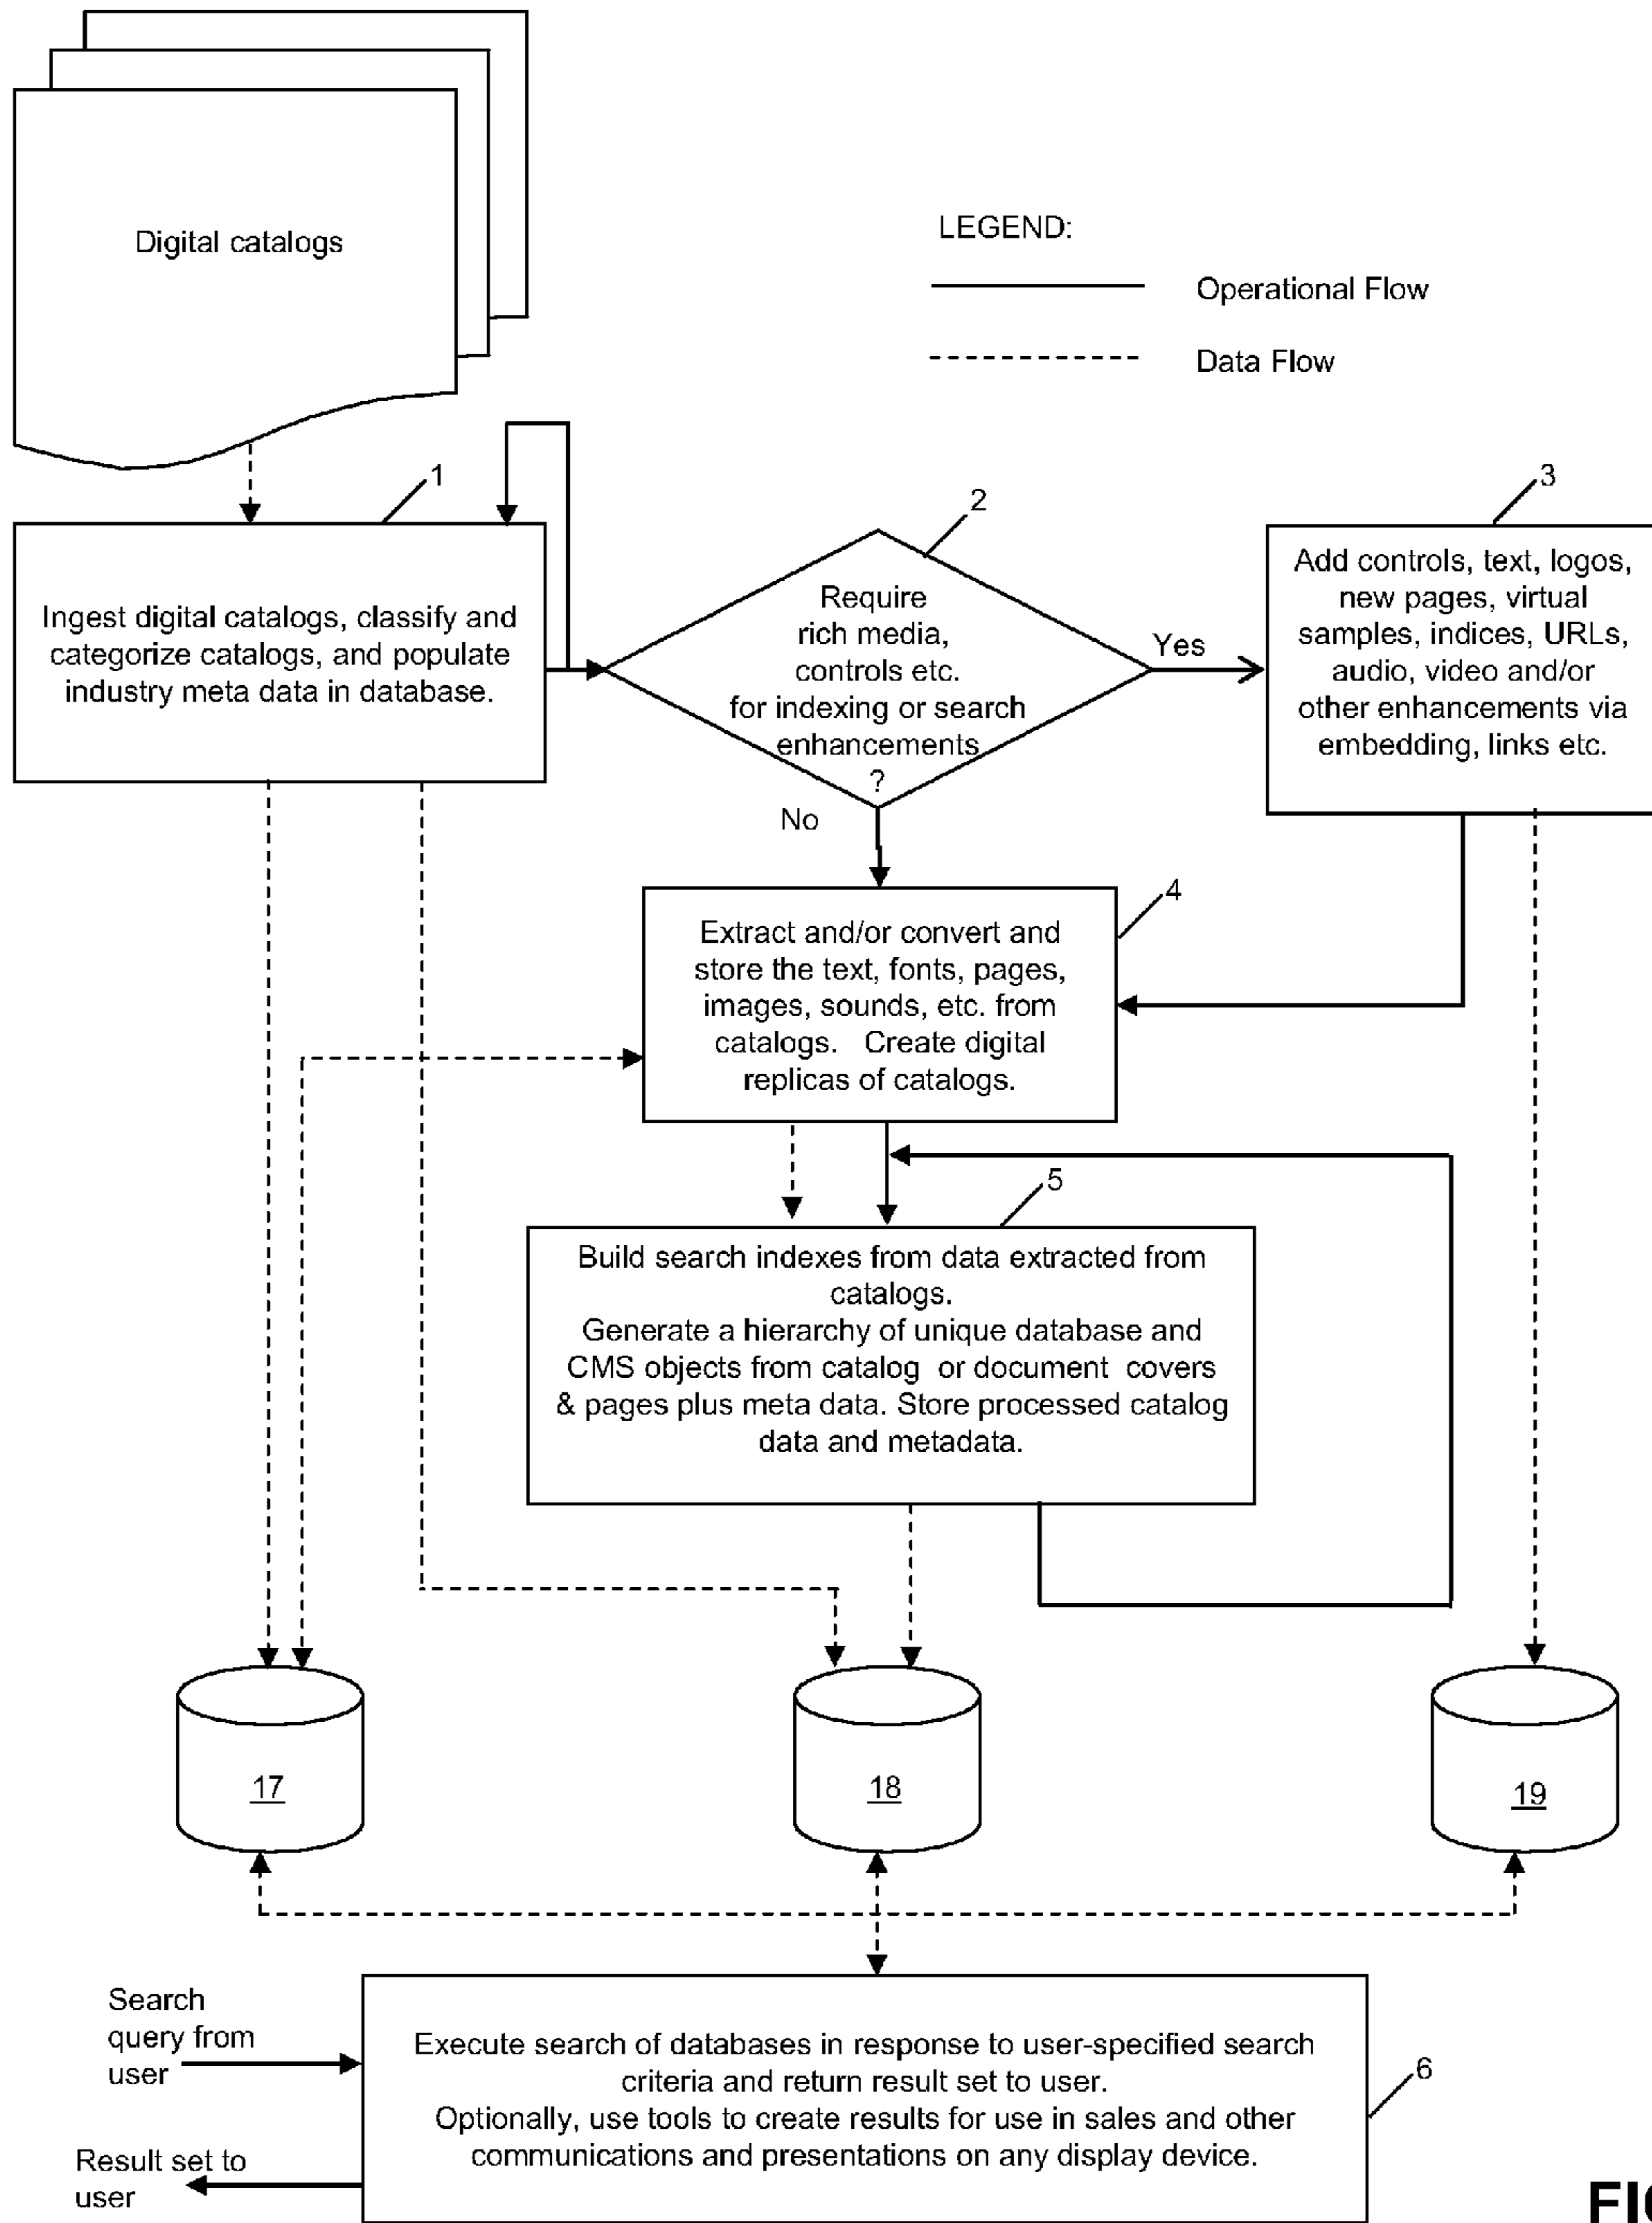 Digital catalogs
LEGEND:
Operational Flow
Data Flow
1
2
3
Ingest digital catalogs, classify and
categorize catalogs, and populate
industry meta data in database.
Require
rich media,
controls etc.
for indexing or search
enhancements
?
Yes
No
Add controls, text, logos,
new pages, virtual
samples, indices, URLs,
audio, video and/or
other enhancements via
embedding, links etc.
4
Extract and/or convert and
store the text, fonts, pages,
images, sounds, etc. from
catalogs. Create digital
replicas of catalogs.
5
Build search indexes from data extracted from
catalogs.
Generate a hierarchy of unique database and
CMS objects from catalog or document covers
& pages plus meta data. Store processed catalog
data and metadata.
17
18
19
Search
query from
user
Execute search of databases in response to user-specified search
criteria and return result set to user.
Optionally, use tools to create results for use in sales and other
communications and presentations on any display device.
6
Result set to
user